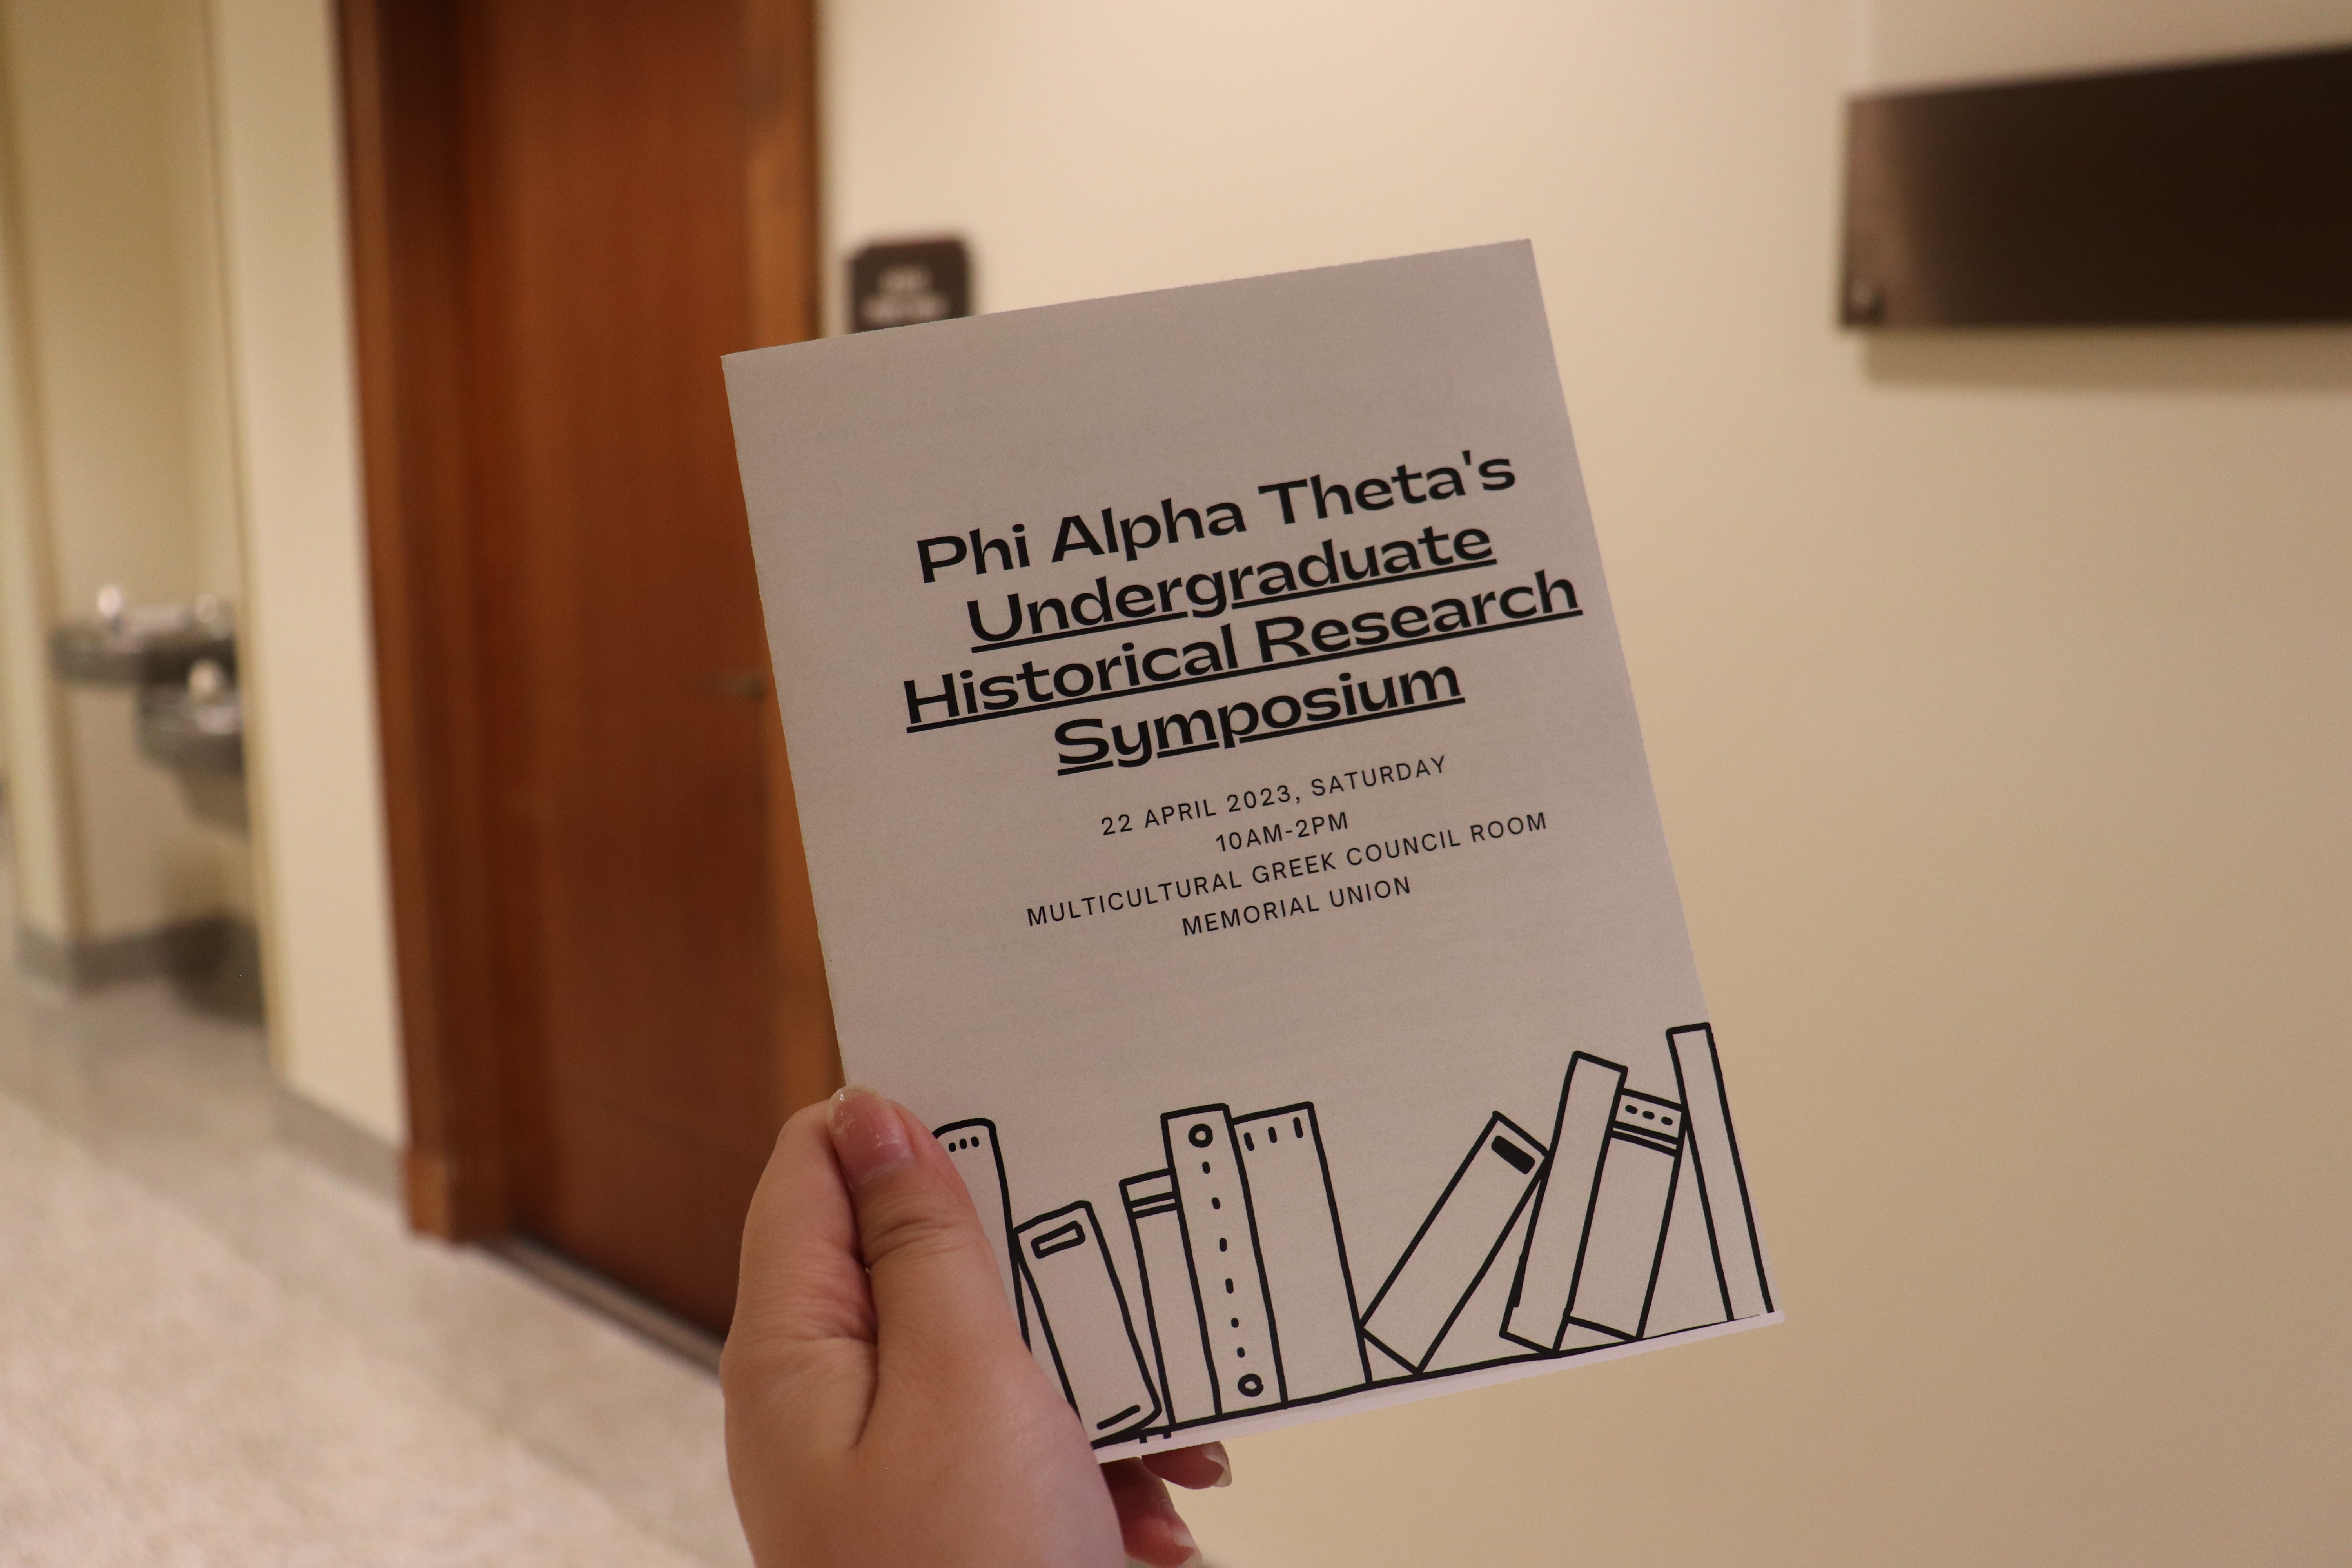 Phi Alpha Theta's
Undergraduate
Historical Research
Symposium
22 APRIL 2023, SATURDAY
10AM-2PM
MULTICULTURAL GREEK COUNCIL ROOM
MEMORIAL UNION